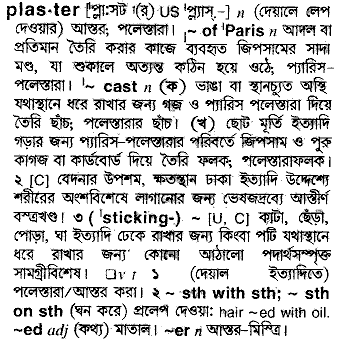 plas·ter [প্লা:সট(র্) US প্ল্যাস্-] n (দেয়ালে লেপ
দেওয়ার) আস্তর; পলেস্তারা। ~ of 'Paris n আদল বা
প্রতিমান তৈরি করার কাজে ব্যবহৃত জিপসামের সাদা
মণ্ড, যা শুকালে অত্যন্ত কঠিন হয়ে ওঠে; প্যারিস-
পলেস্তারা। '~ cast n (ক) ভাঙা বা স্থানচ্যুত অস্থি
যথাস্থানে ধরে রাখার জন্য গজ ও প্যারিস পলেস্তারা দিয়ে
তৈরি ছাঁচ; পলেস্তারার ছাঁচ। (খ) ছোট মূর্তি ইত্যাদি
গড়ার জন্য প্যারিস-পলেস্তারার পরিবর্তে জিপসাম ও পুরু
কাগজ বা কার্ডবোর্ড দিয়ে তৈরি ফলক; পলেস্তারাফলক।
২ [C] বেদনার উপশম, ক্ষতস্থান ঢাকা ইত্যাদি উদ্দেশ্যে
শরীরের অংশবিশেষে লাগানোর জন্য ভেষজদ্রব্যে আস্তীর্ণ
বস্ত্রখণ্ড। ৩ ('sticking-) ~ [U, C] কাটা, ছেঁড়া,
পোড়া, ঘা ইত্যাদি ঢেকে রাখার জন্য কিংবা পটি যথাস্থানে
ধরে রাখার জন্য কোনো আঠালো পদার্থসম্পৃক্ত
সামগ্রীবিশেষ। □v t ১ (দেয়াল ইত্যাদিতে)
পলেস্তারা/আস্তর করা। ২ ~ sth with sth; ~ sth
on sth (ঘন করে) প্রলেপ দেওয়া: hair ~ed with oil.
~ed adj (কথ্য) মাতাল। ~er n আস্তর-মিস্ত্রি।